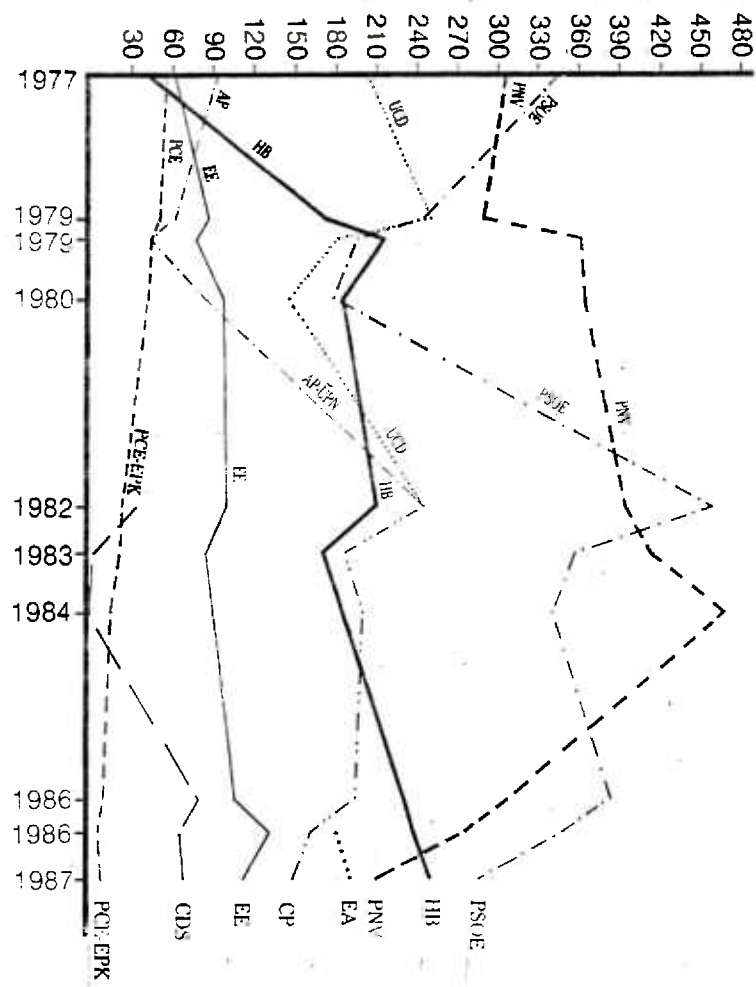 30 60 90 120 150 180 210 240 270 300 330 360 390 420 450 480
1977
1979
1979
1980
1982
1983
1984
1986
1986
1987
PCE
EE
AP
HB
UCD
PNV
PSOE
AP-CPN
UCD
PSOE
PNV
PCE-EPK
EE
HB
PCE-EPK
CDS
EE
CP
EA
PNV
HB
PSOE